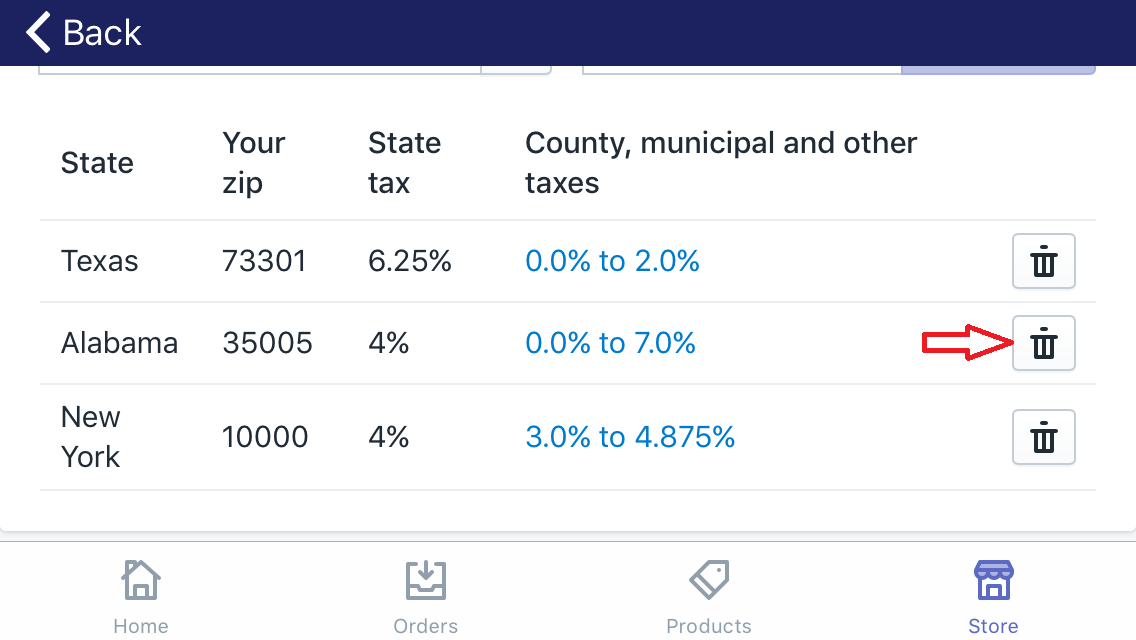 Back
State
Your
zip
State
tax
County, municipal and other
taxes
Texas 73301 6.25% 0.0% to 2.0%
Alabama 35005 4% 0.0% to 7.0%
New
York
10000 4% 3.0% to 4.875%
Home Orders Products Store